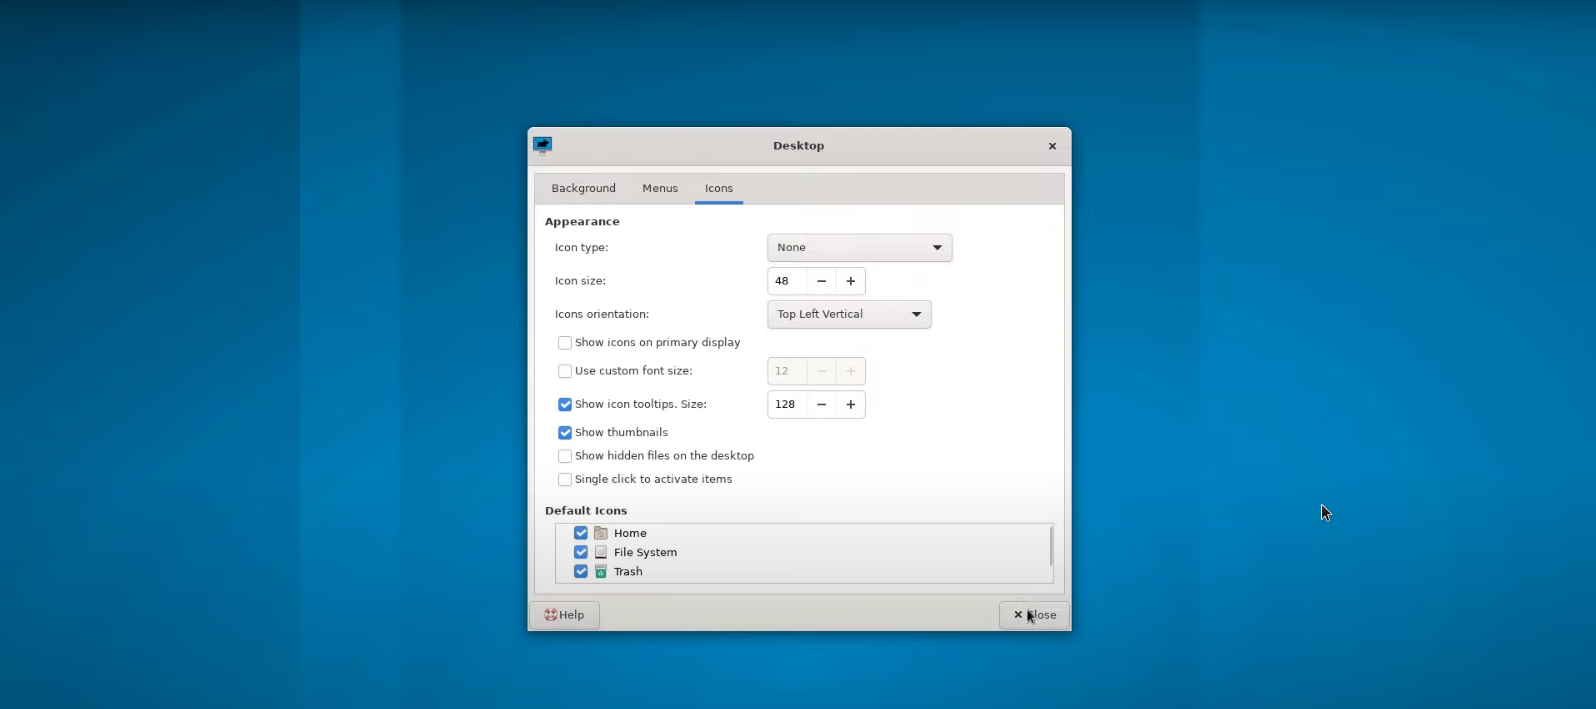 Desktop
Background Menus Icons
Appearance
Icon type: None
Icon size: 48
Icons orientation: Top Left Vertical
Show icons on primary display
Use custom font size: 12
Show icon tooltips. Size: 128
Show thumbnails
Show hidden files on the desktop
Single click to activate items
Default Icons
Home
File System
Trash
Help Close